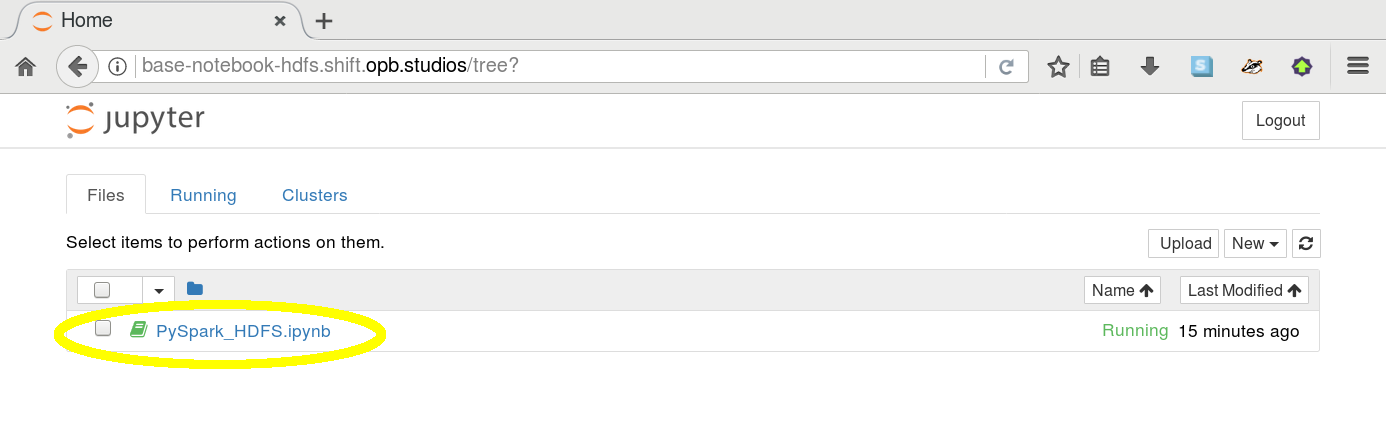 Home
base-notebook-hdfs.shift.opb.studios/tree?
jupyter
Logout
Files Running Clusters
Select items to perform actions on them.
Upload New
Name Last Modified
PySpark_HDFS.ipynb Running 15 minutes ago